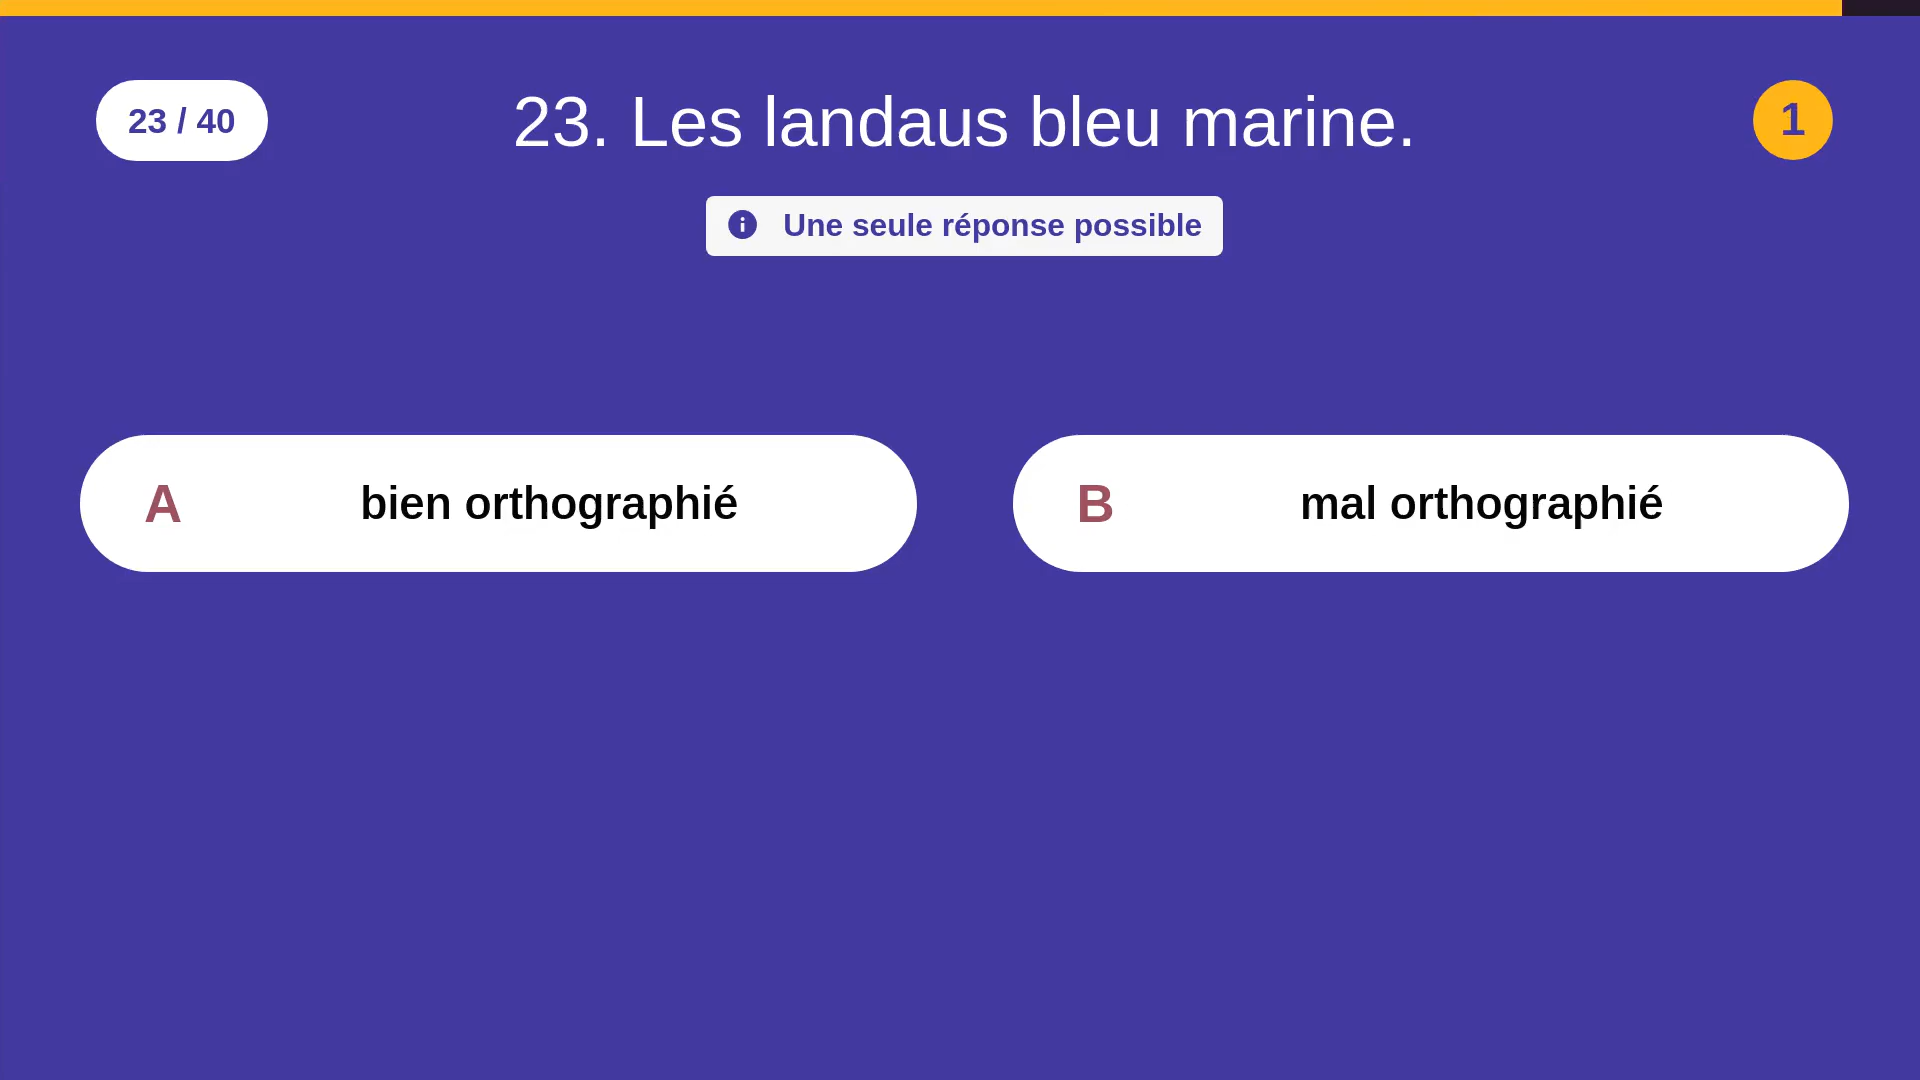 23 / 40
23. Les landaus bleu marine.
1
Une seule réponse possible
A bien orthographié
B mal orthographié